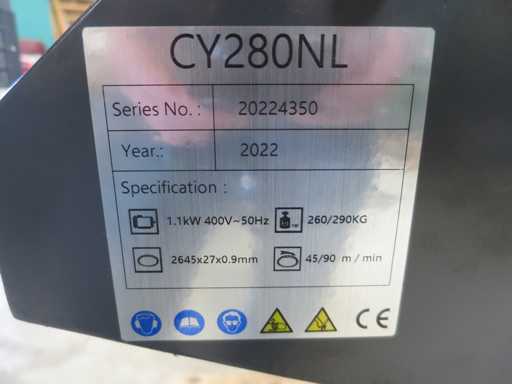 CY280NL
Series No. : 20224350
Year.: 2022
Specification :
1.1kW 400V~50Hz 260/290KG
2645x27x0.9mm 45/90 m / min
CE